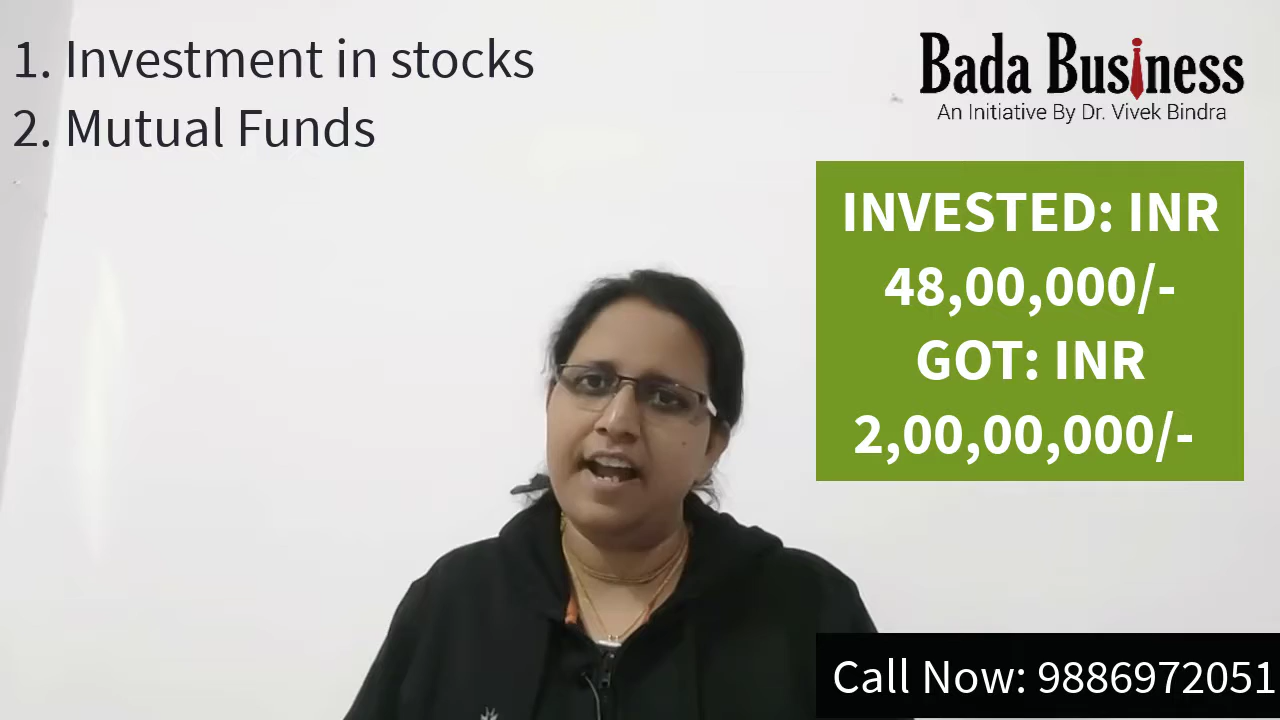 1. Investment in stocks
2. Mutual Funds
Bada Business
An Initiative By Dr. Vivek Bindra
INVESTED: INR
48,00,000/-
GOT: INR
2,00,00,000/-
Call Now: 9886972051